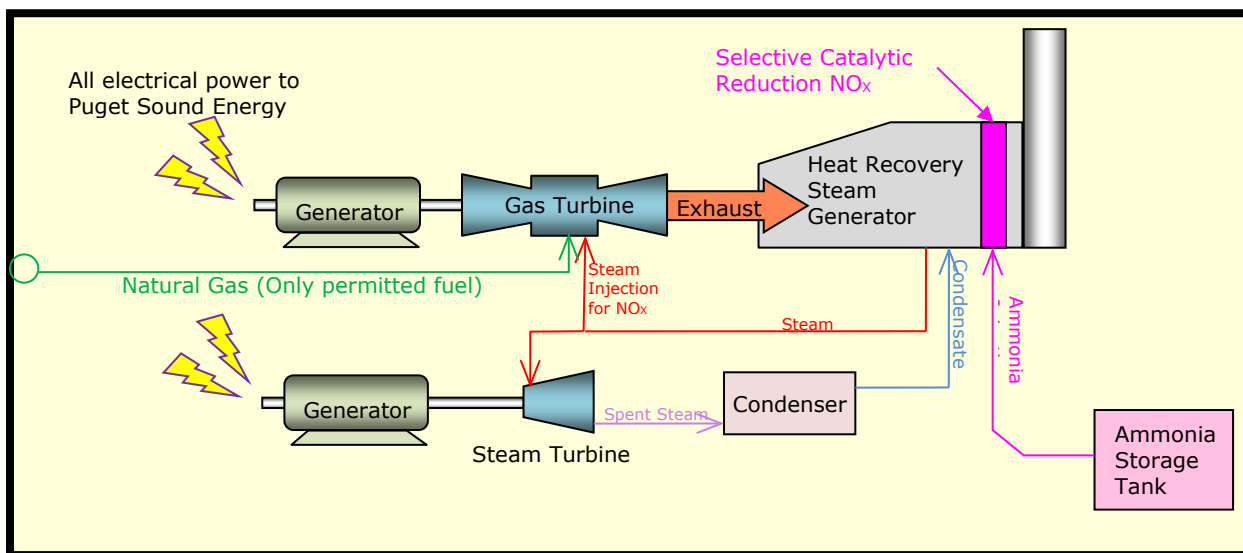 All electrical power to
Puget Sound Energy
Selective Catalytic
Reduction NOx
Heat Recovery
Steam
Generator
Generator
Gas Turbine
Exhaust
Natural Gas (Only permitted fuel)
Steam
Injection
for NOx
Steam
Condensate
Ammonia
Generator
Steam Turbine
Spent Steam
Condenser
Ammonia
Storage
Tank